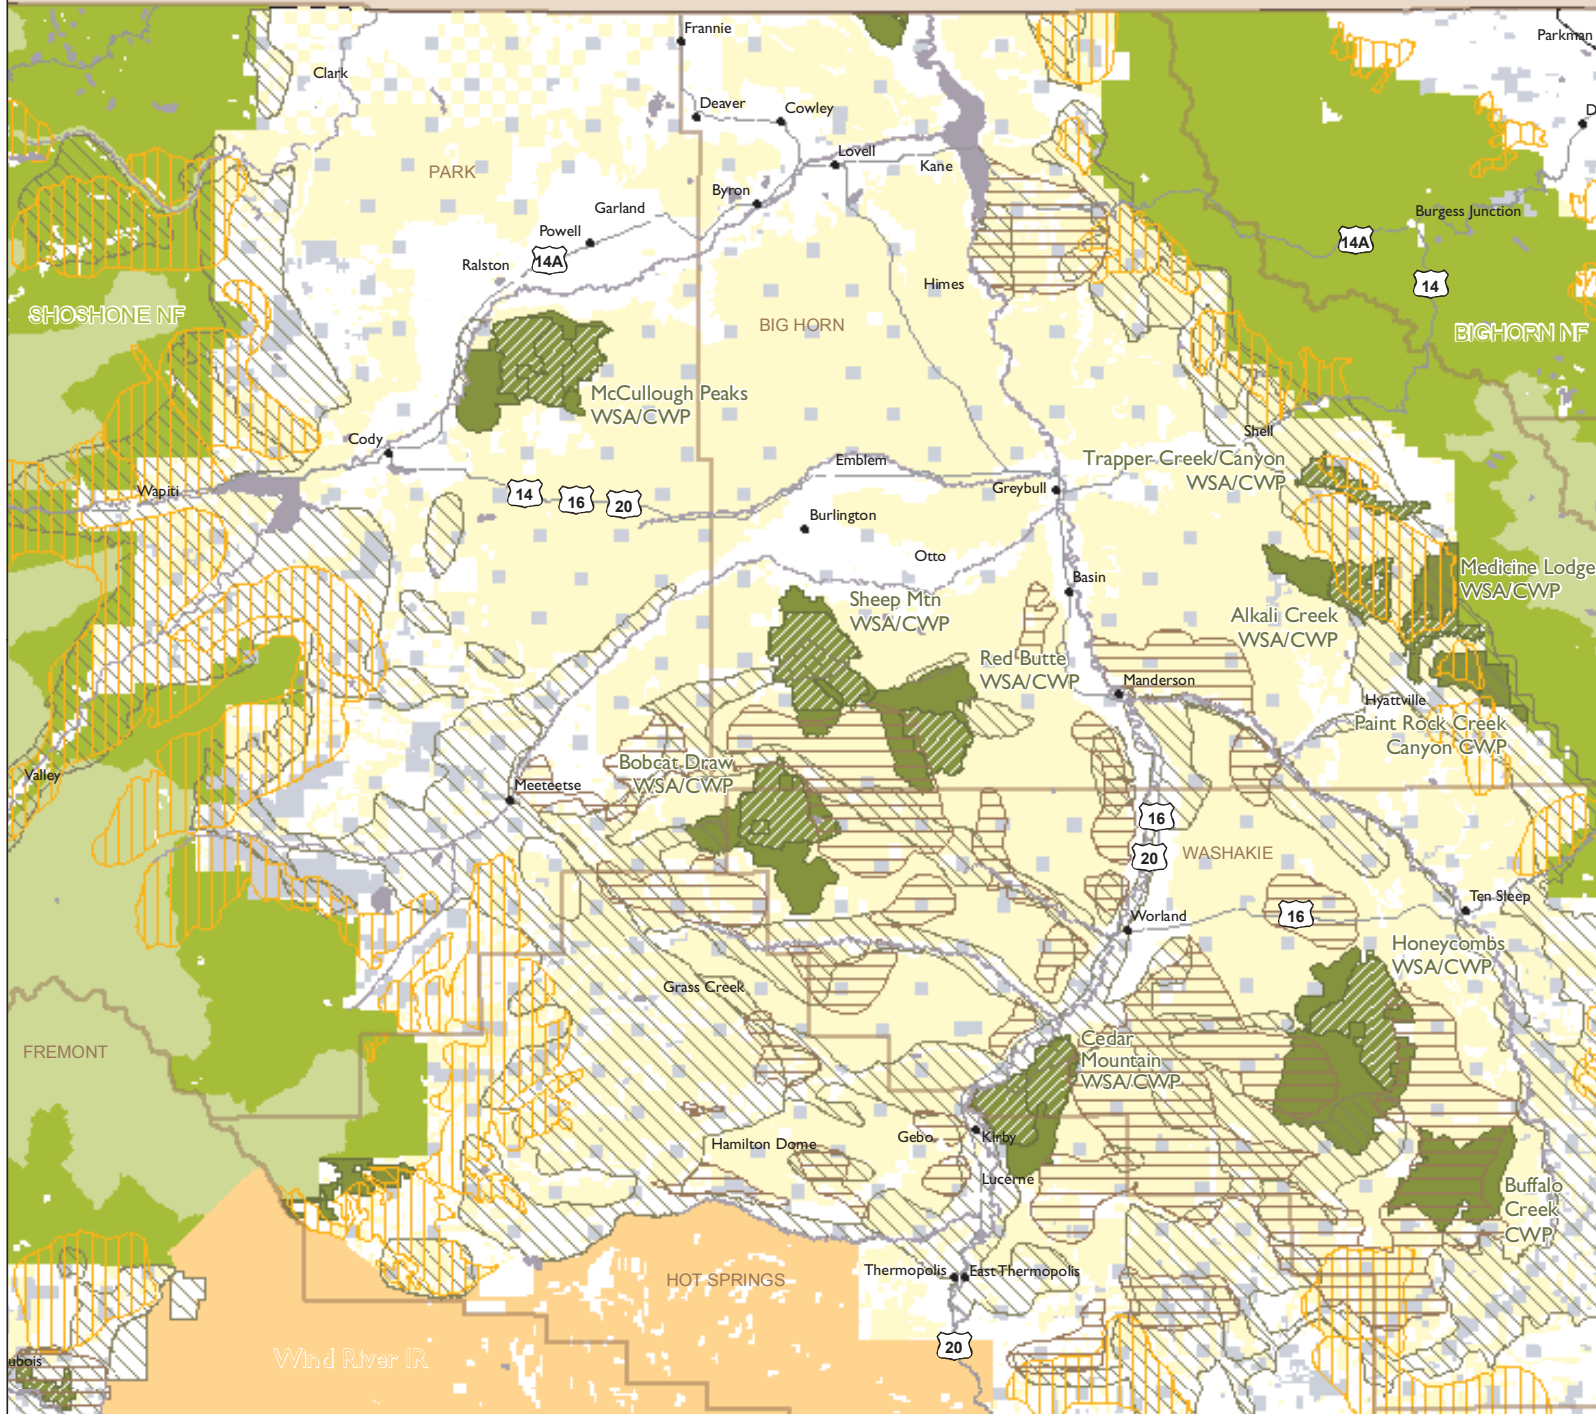 Frannie
Parkman
Clark
Deaver
Cowley
D
Lovell
Kane
PARK
Byron
Garland
Burgess Junction
Powell
14A
14A
Ralston
Himes
14
SHOSHONE NF
BIG HORN
BIGHORN NF
McCullough Peaks
WSA/CWP
Cody
Shell
Emblem
Trapper Creek/Canyon
WSA/CWP
Wapiti
14
16
20
Greybull
Burlington
Otto
Basin
Medicine Lodge
WSA/CWP
Sheep Mtn
WSA/CWP
Alkali Creek
WSA/CWP
Red Butte
WSA/CWP
Manderson
Hyattville
Paint Rock Creek
Canyon CWP
Bobcat Draw
WSA/CWP
Valley
Meeteetse
16
20
WASHAKIE
Ten Sleep
Worland
16
Honeycombs
WSA/CWP
Grass Creek
FREMONT
Cedar
Mountain
WSA/CWP
Hamilton Dome
Gebo
Kirby
Lucerne
Buffalo
Creek
CWP
Thermopolis
East Thermopolis
HOT SPRINGS
20
Wind River IR
ubois